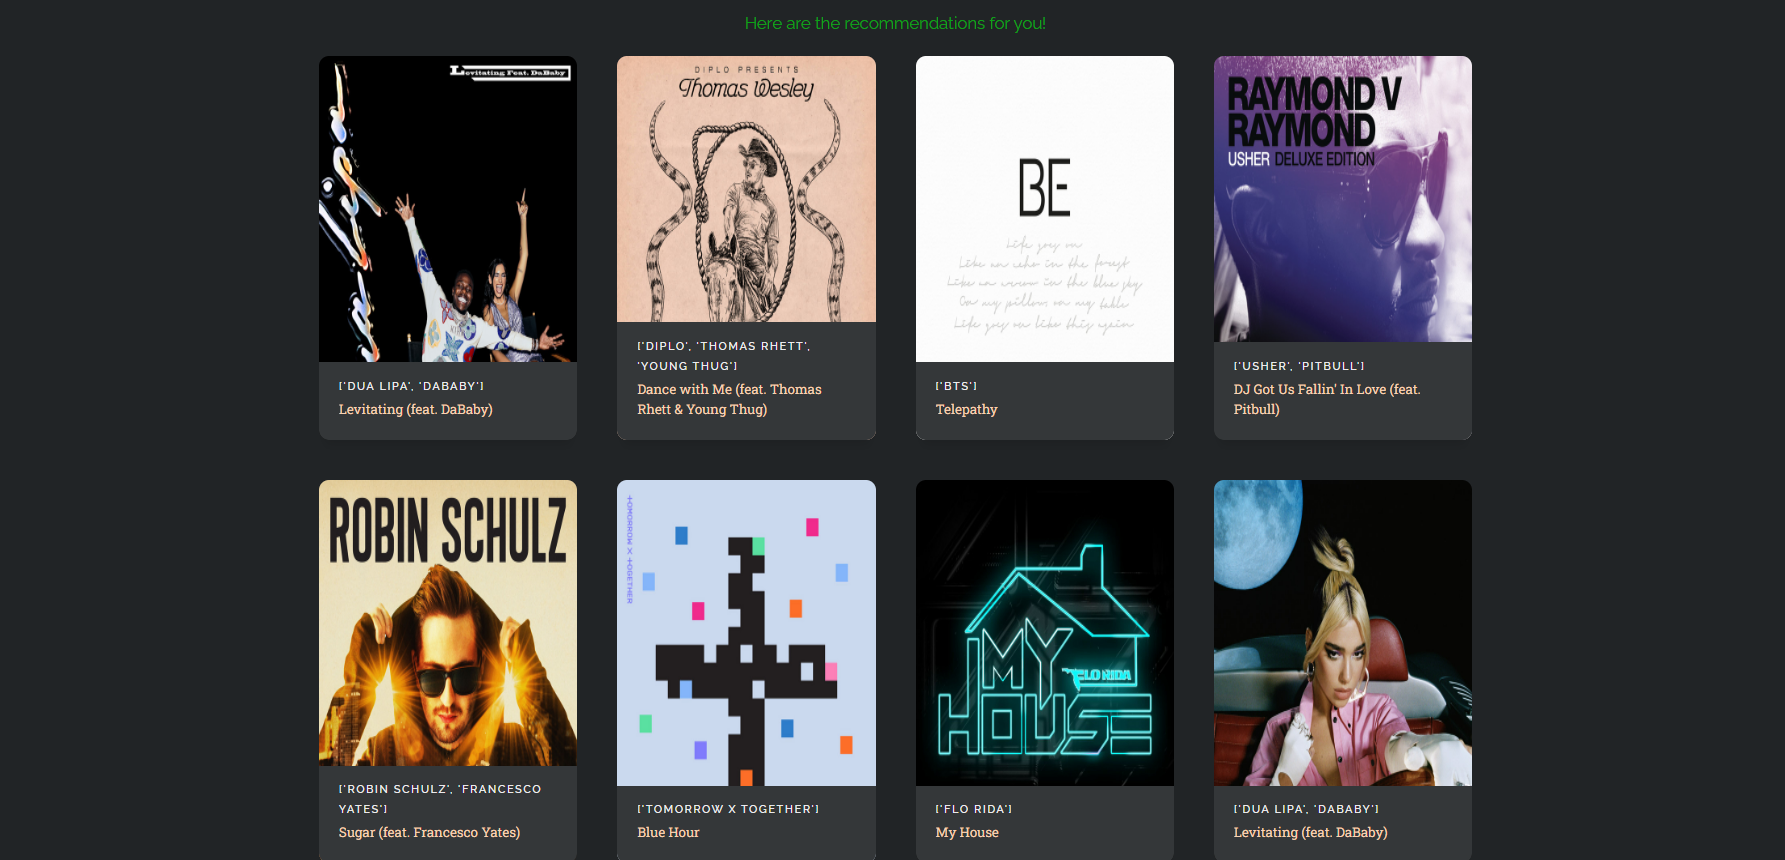 Here are the recommendations for you!
Levitating Feat. DaBaby
['DUA LIPA', 'DABABY']
Levitating (feat. DaBaby)
DIPLO PRESENTS
Thomas Wesley
['DIPLO', 'THOMAS RHETT',
'YOUNG THUG']
Dance with Me (feat. Thomas
Rhett & Young Thug)
BE
Life goes on
Like an echo in the forest
Like an arrow in the blue sky
On my pillow, on my table
Life goes on like this again
['BTS']
Telepathy
RAYMOND V
RAYMOND
USHER DELUXE EDITION
['USHER', 'PITBULL']
DJ Got Us Fallin' In Love (feat.
Pitbull)
ROBIN SCHULZ
['ROBIN SCHULZ', 'FRANCESCO
YATES']
Sugar (feat. Francesco Yates)
TOMORROW X TOGETHER
['TOMORROW X TOGETHER']
Blue Hour
MY
FLO RIDA
HOUSE
['FLO RIDA']
My House
['DUA LIPA', 'DABABY']
Levitating (feat. DaBaby)